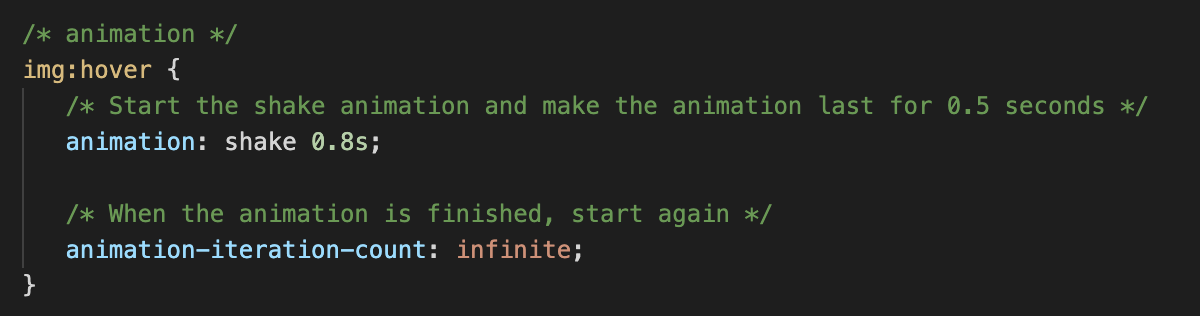 /* animation */
img:hover {
/* Start the shake animation and make the animation last for 0.5 seconds */
animation: shake 0.8s;
/* When the animation is finished, start again */
animation-iteration-count: infinite;
}